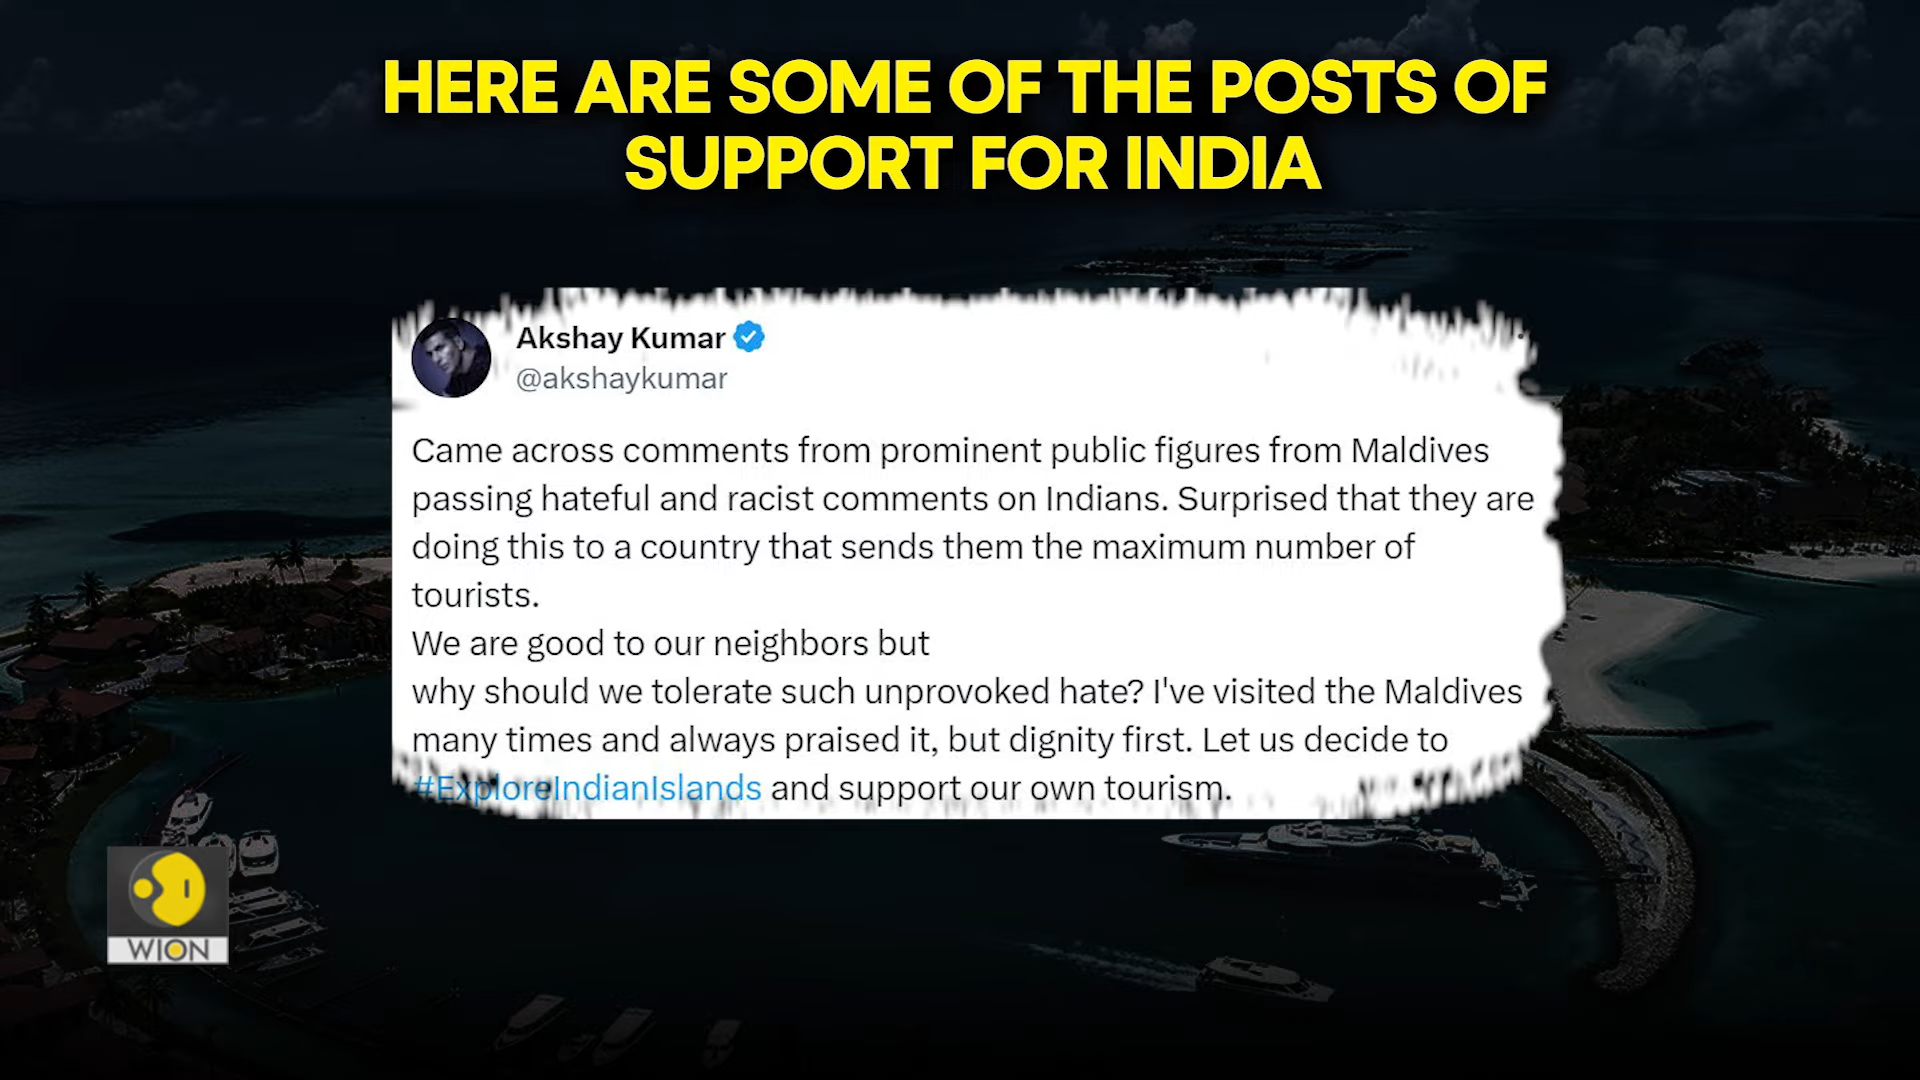 HERE ARE SOME OF THE POSTS OF
SUPPORT FOR INDIA
Akshay Kumar
@akshaykumar
Came across comments from prominent public figures from Maldives
passing hateful and racist comments on Indians. Surprised that they are
doing this to a country that sends them the maximum number of
tourists.
We are good to our neighbors but
why should we tolerate such unprovoked hate? I've visited the Maldives
many times and always praised it, but dignity first. Let us decide to
#ExploreIndianIslands and support our own tourism.
WION